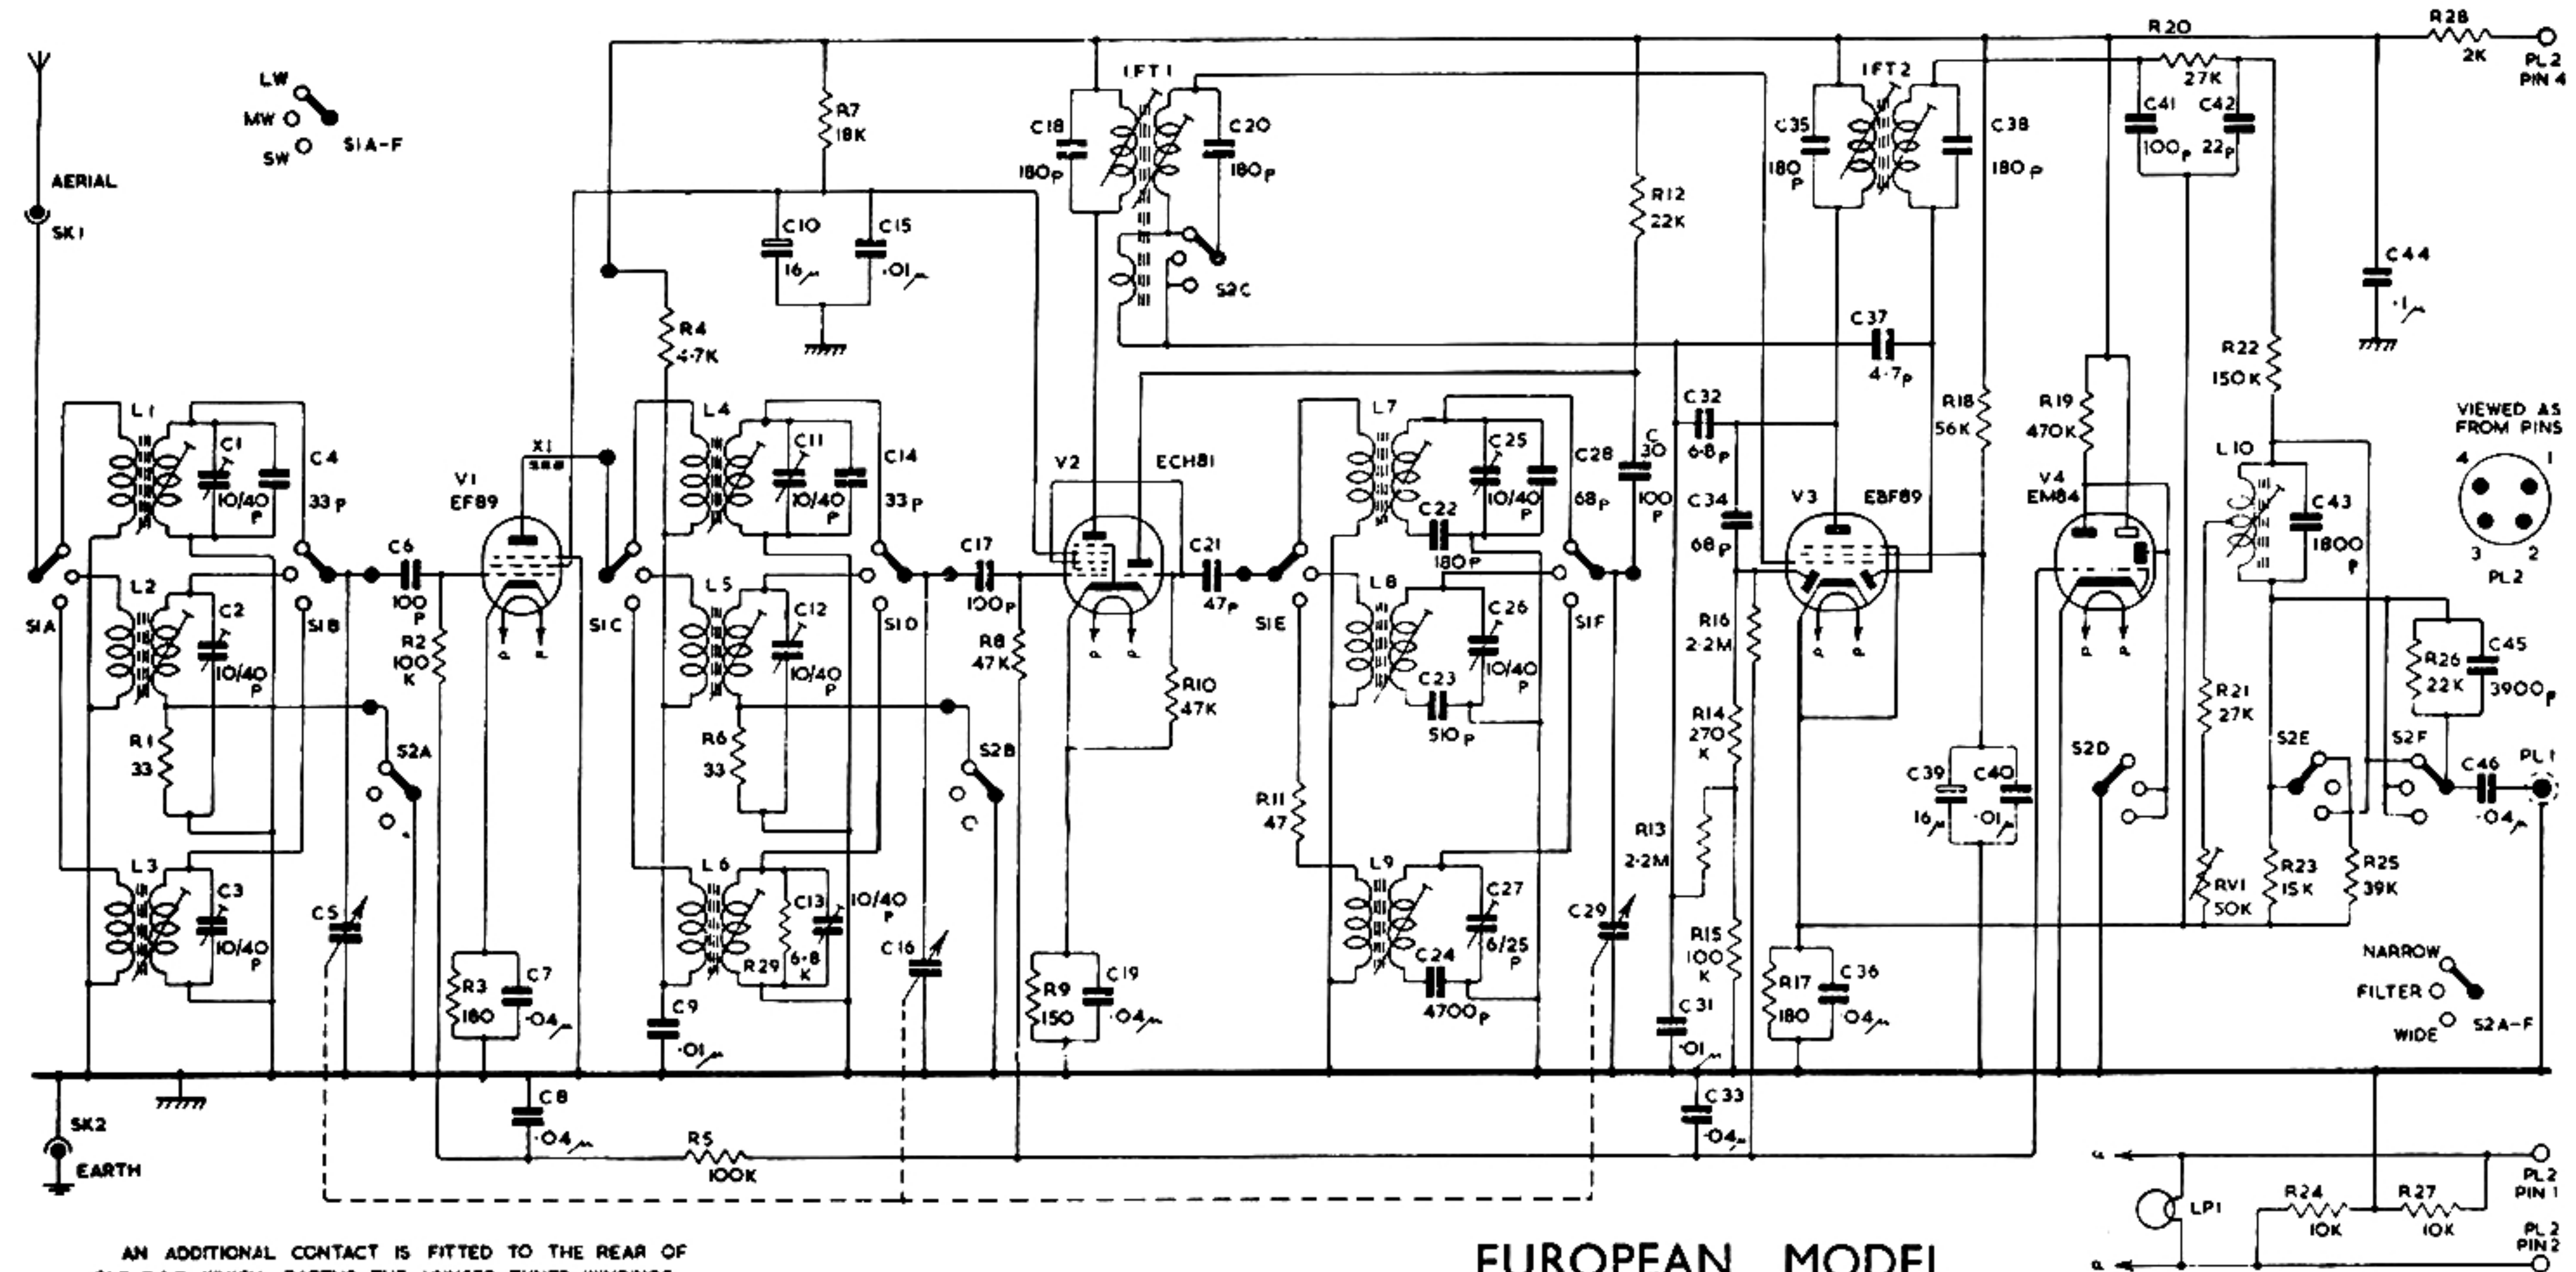 R28
2K
PL2
PIN 4
R20
27K
LW
MW
SW
S1A-F
AERIAL
SK1
R7
18K
IFT1
C18
180p
C20
180p
IFT2
C35
180
P
C38
180p
C41
100p
C42
22p
C10
16μ
C15
.01μ
S2C
R12
22K
C44
.1μ
R4
4.7K
C37
4.7p
R22
150K
L1
C1
10/40
P
C4
33p
X1
V1
EF89
L4
C11
10/40
P
C14
33p
V2
ECH81
L7
C25
10/40
P
C28
68p
C22
180p
C
30
100
P
C32
6.8p
C34
68p
V3
EBF89
R18
56K
R19
470K
V4
EM84
L10
C43
1800
P
VIEWED AS
FROM PINS
4
1
3
2
PL2
C6
100
P
C17
100p
C21
47p
S1A
L2
C2
10/40
P
S1B
R2
100
K
S1C
L5
C12
10/40
P
S1D
R8
47K
R10
47K
S1E
L8
C26
10/40
P
C23
510p
S1F
R16
2.2M
R14
270
K
R13
2.2M
R1
33
S2A
R6
33
S2B
R11
47
R21
27K
R26
22K
C45
3900p
S2D
S2E
S2F
C46
.04μ
PL1
C39
16μ
C40
.01μ
L3
C3
10/40
P
C5
L6
C13
10/40
P
R29
6.8
K
C16
L9
C27
6/25
P
C24
4700p
C29
R15
100
K
RV1
50K
R23
15K
R25
39K
R3
180
C7
.04μ
C9
.01μ
R9
150
C19
.04μ
C31
.01μ
R17
180
C36
.04μ
NARROW
FILTER
WIDE
S2A-F
SK2
EARTH
C8
.04μ
R5
100K
C33
.04μ
LP1
R24
10K
R27
10K
PL2
PIN 1
PL2
PIN 2
AN ADDITIONAL CONTACT IS FITTED TO THE REAR OF
EUROPEAN MODEL